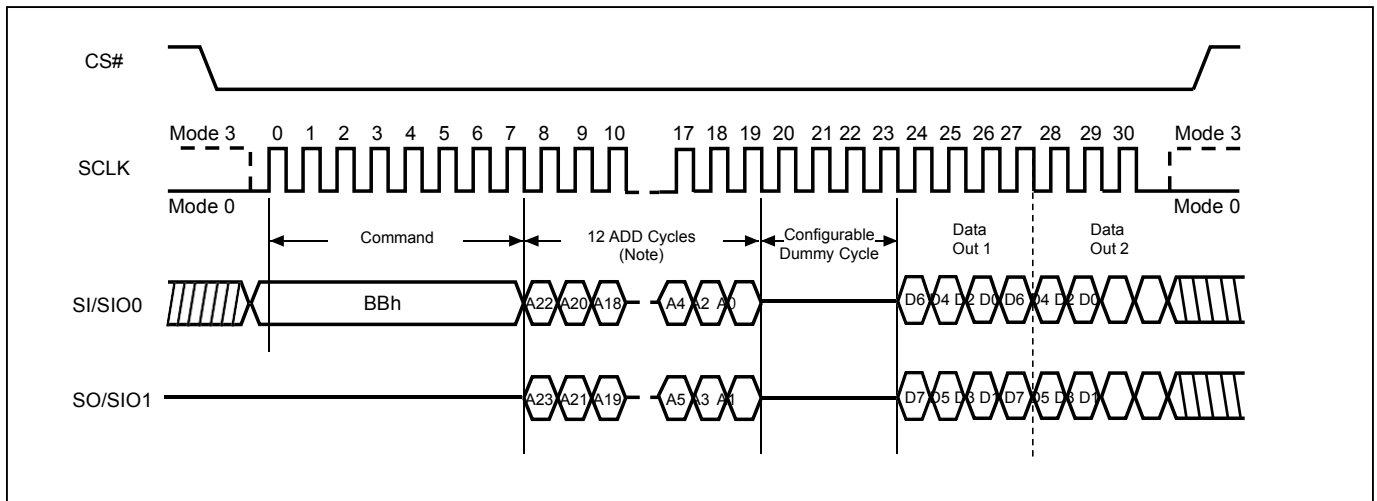 CS#
Mode 3 0 1 2 3 4 5 6 7 8 9 10 17 18 19 20 21 22 23 24 25 26 27 28 29 30 Mode 3
SCLK
Mode 0 Mode 0
Command 12 ADD Cycles (Note) Configurable Dummy Cycle Data Out 1 Data Out 2
SI/SIO0 BBh A22 A20 A18 A4 A2 A0 D6 D4 D2 D0 D6 D4 D2 D0
SO/SIO1 A23 A21 A19 A5 A3 A1 D7 D5 D3 D1 D7 D5 D3 D1